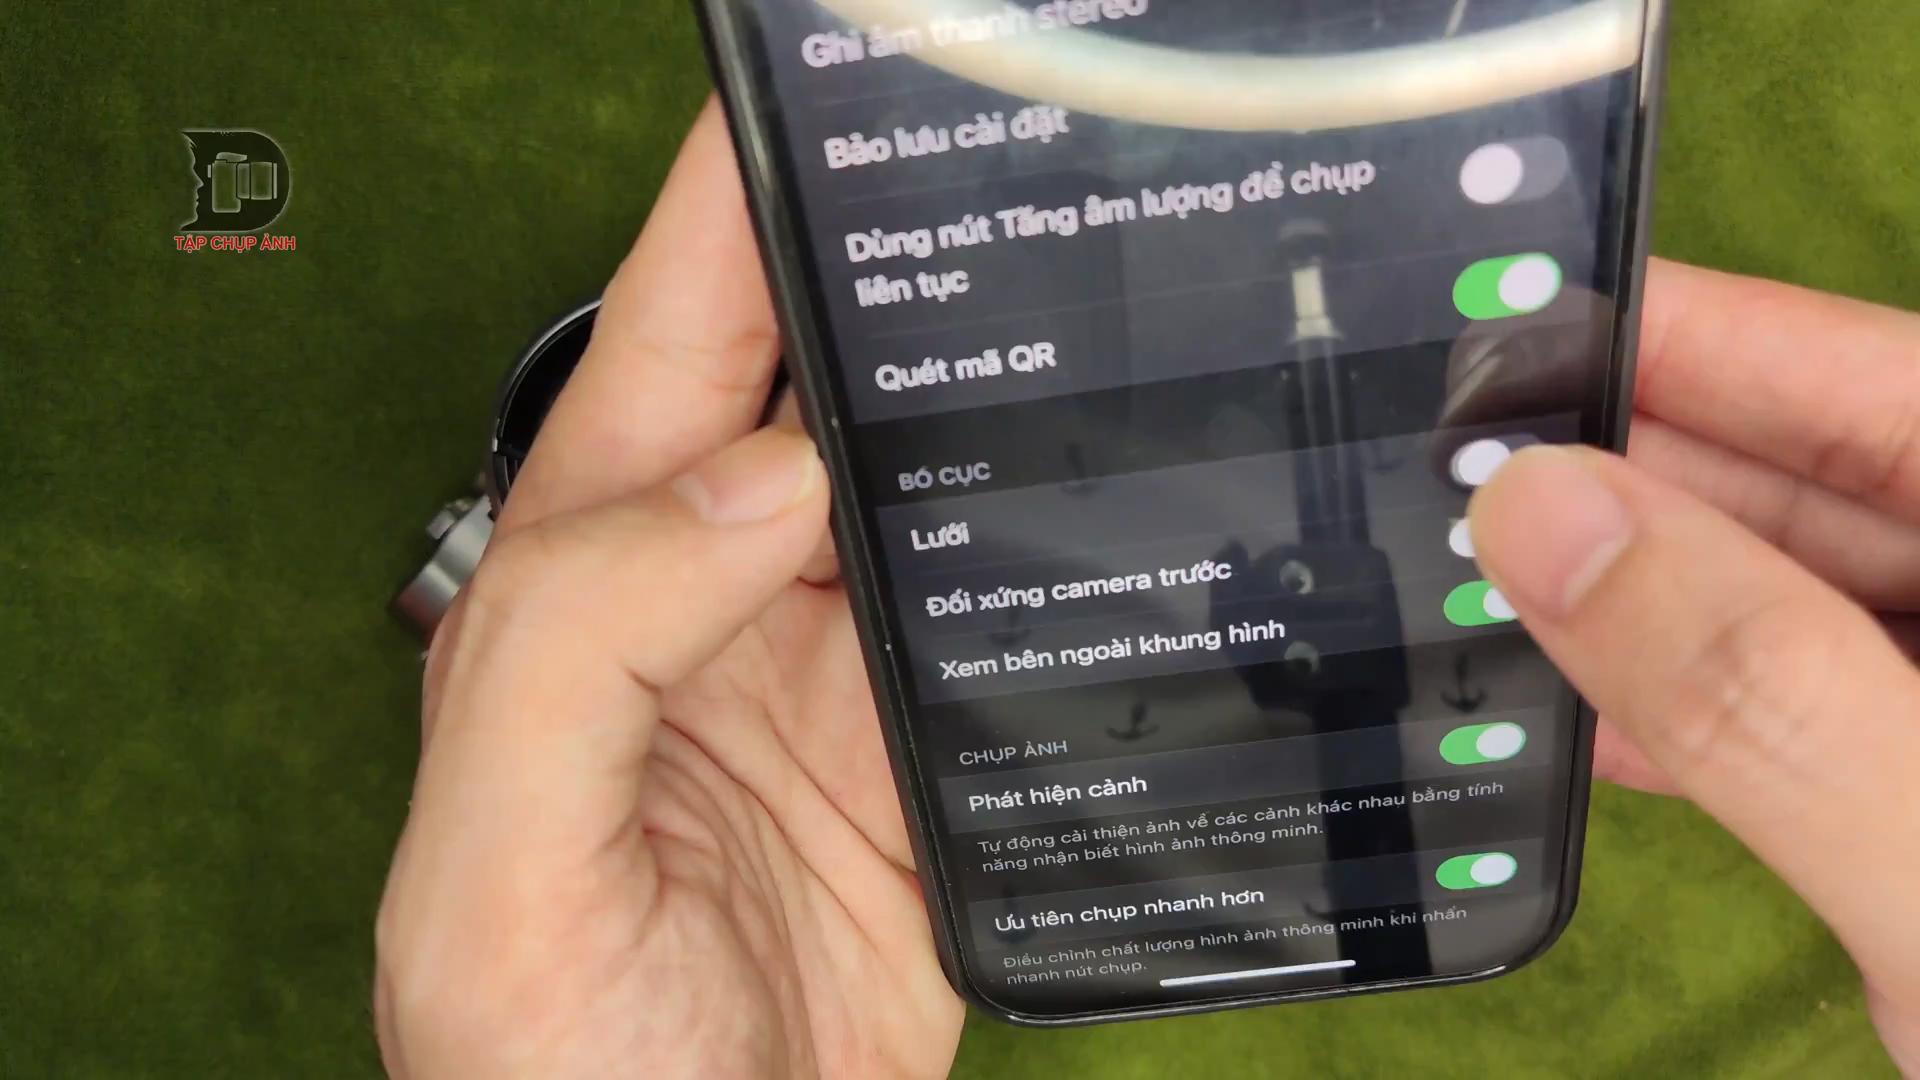 Ghi âm thanh stereo
Bảo lưu cài đặt
Dùng nút Tăng âm lượng để chụp
liên tục
Quét mã QR
BỐ CỤC
Lưới
Đối xứng camera trước
Xem bên ngoài khung hình
CHỤP ẢNH
Phát hiện cảnh
Tự động cải thiện ảnh về các cảnh khác nhau bằng tính
năng nhận biết hình ảnh thông minh.
Ưu tiên chụp nhanh hơn
Điều chỉnh chất lượng hình ảnh thông minh khi nhấn
nhanh nút chụp.
TẬP CHỤP ẢNH